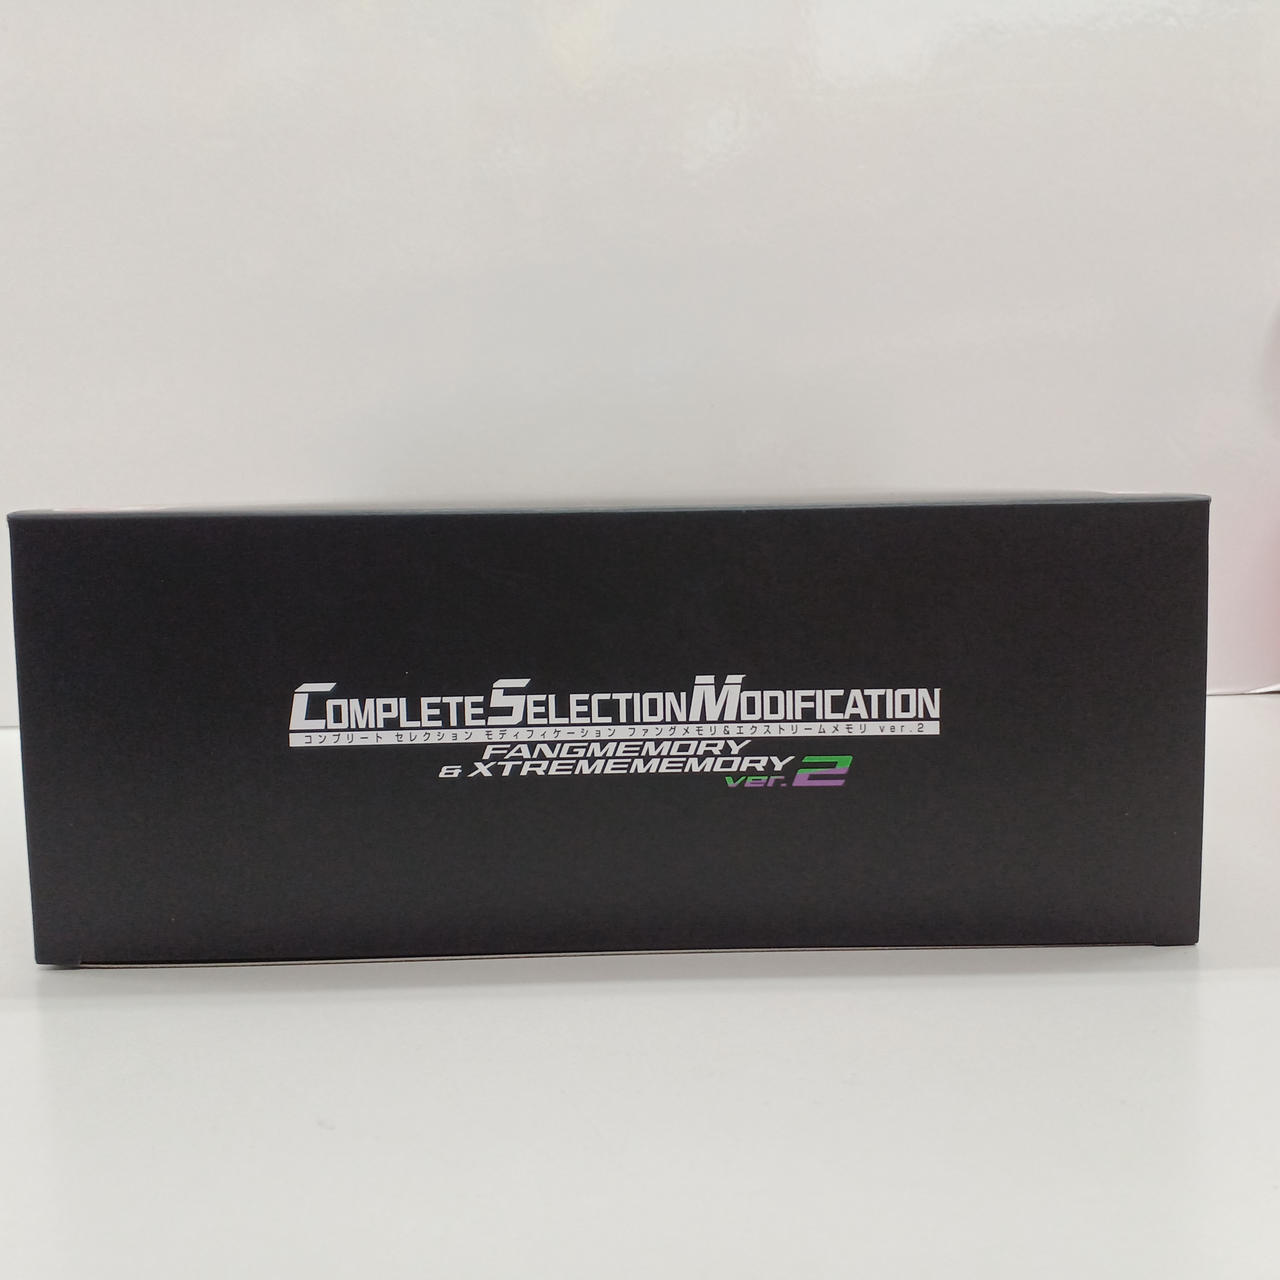 COMPLETE SELECTION MODIFICATION
コンプリート セレクション モディフィケーション ファングメモリ&エクストリームメモリ ver.2
FANGMEMORY
& XTREMEMEMORY
ver.2